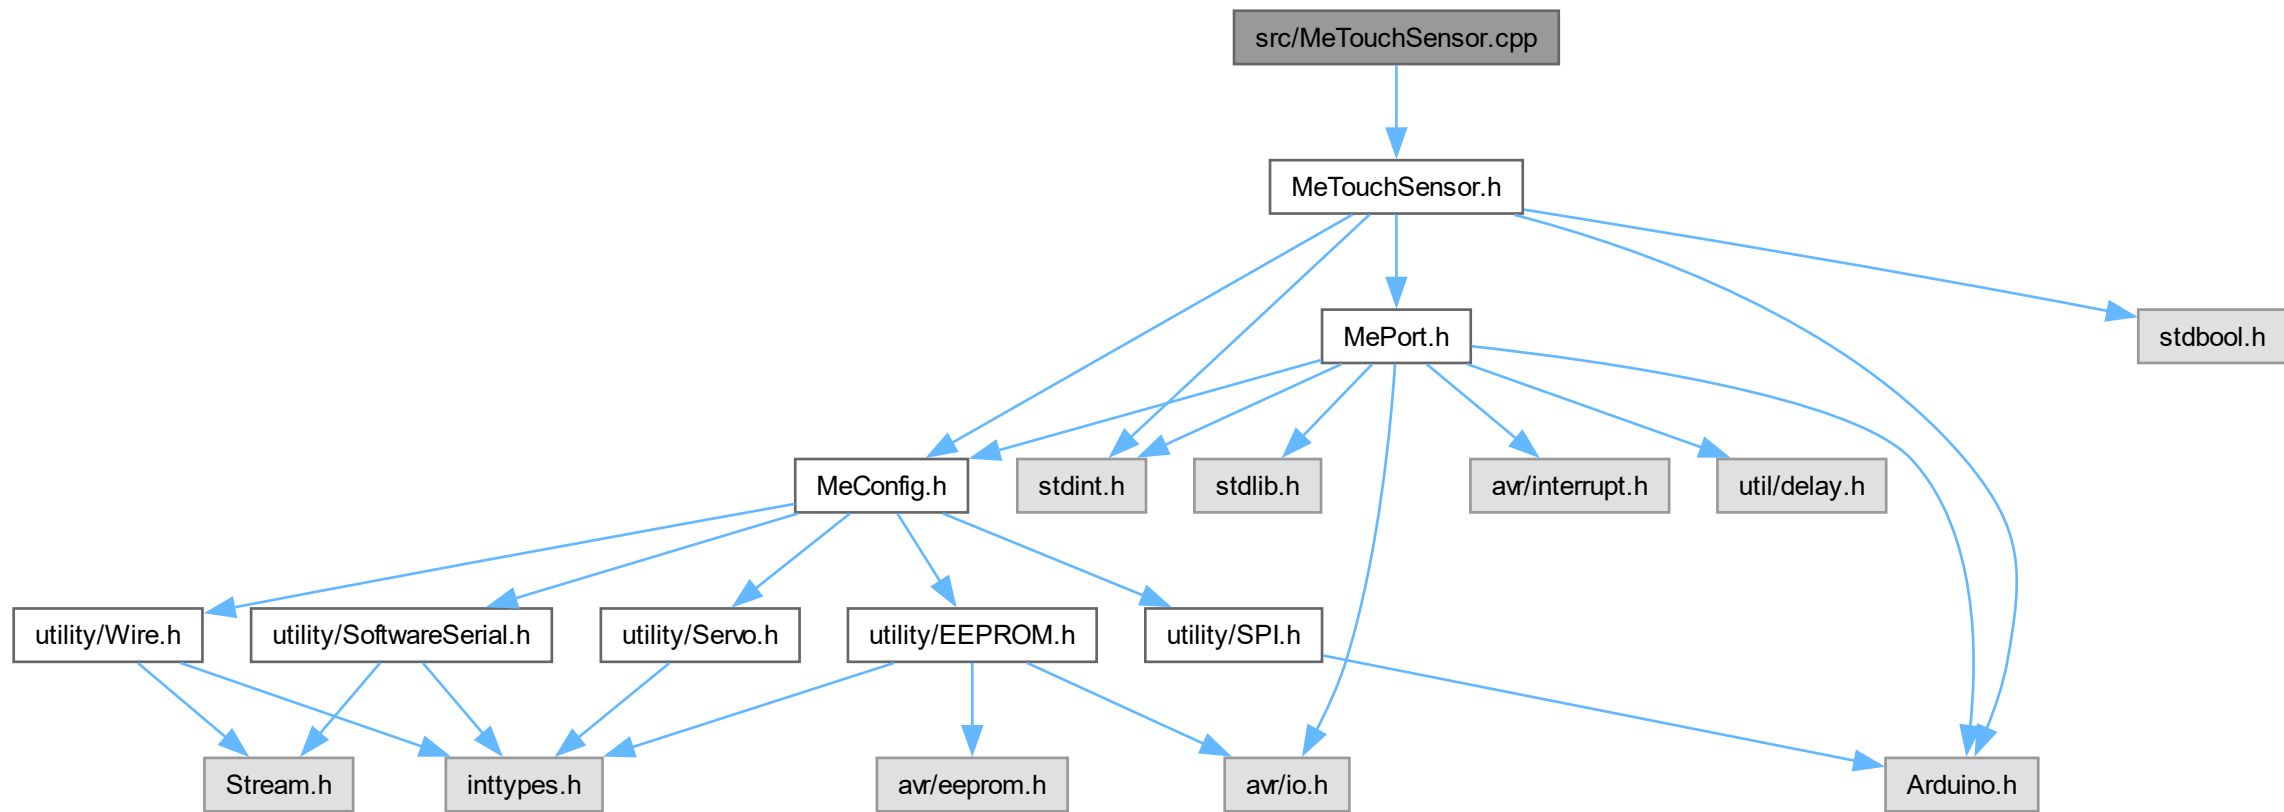 src/MeTouchSensor.cpp
MeTouchSensor.h
MePort.h
stdbool.h
MeConfig.h
stdint.h
stdlib.h
avr/interrupt.h
util/delay.h
utility/Wire.h
utility/SoftwareSerial.h
utility/Servo.h
utility/EEPROM.h
utility/SPI.h
Stream.h
inttypes.h
avr/eeprom.h
avr/io.h
Arduino.h